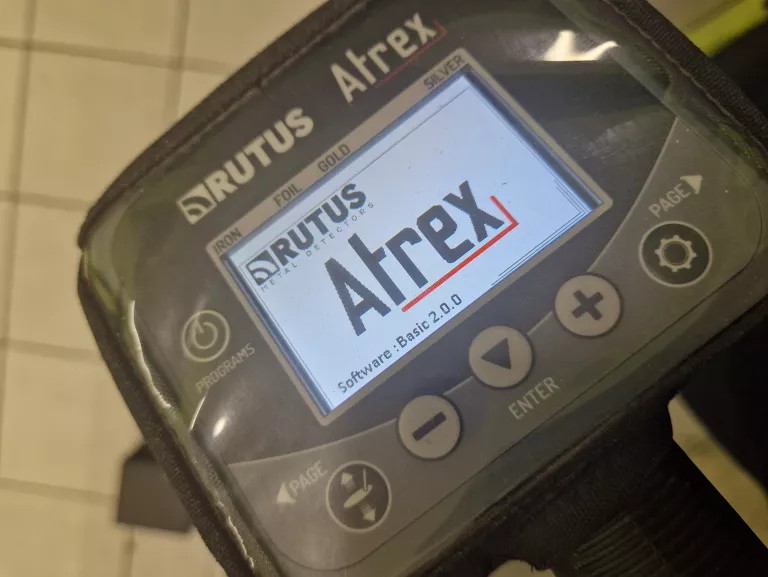 RUTUS Atrex
IRON FOIL GOLD SILVER
RUTUS
METAL DETECTORS
Atrex
Software : Basic 2.0.0
PROGRAMS
PAGE
ENTER
PAGE